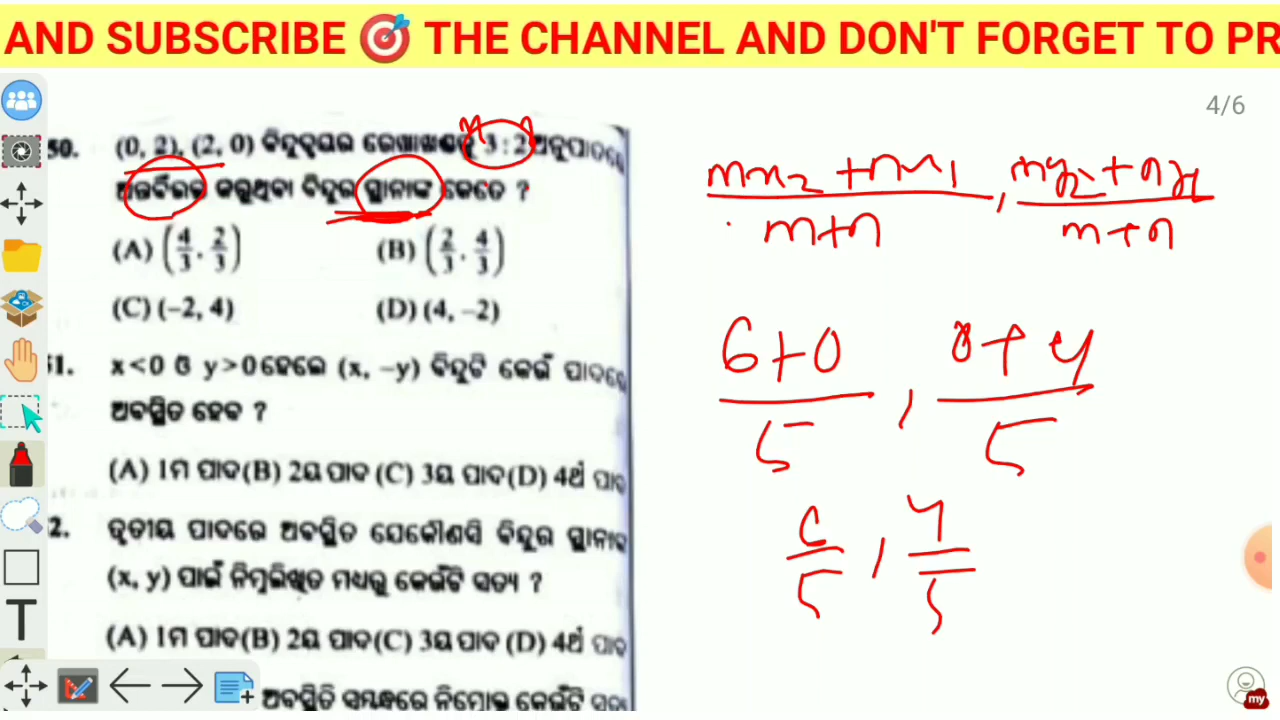 AND SUBSCRIBE 🎯 THE CHANNEL AND DON'T FORGET TO PR
4/6
50. (0, 2), (2, 0) ବିନ୍ଦୁଦ୍ୱୟର ରେଖାଖଣ୍ଡକୁ 3 : 2 ଅନୁପାତରେ
m n
ଅନ୍ତର୍ବିଭକ୍ତ କରୁଥିବା ବିନ୍ଦୁର ସ୍ଥାନାଙ୍କ କେତେ ?
(A) (4/3, 2/3) (B) (2/3, 4/3)
(C) (–2, 4) (D) (4, –2)
51. x < 0 ଓ y > 0 ହେଲେ (x, –y) ବିନ୍ଦୁଟି କେଉଁ ପାଦରେ
ଅବସ୍ଥିତ ହେବ ?
(A) 1ମ ପାଦ (B) 2ୟ ପାଦ (C) 3ୟ ପାଦ (D) 4ର୍ଥ ପାଦ
2. ତୃତୀୟ ପାଦରେ ଅବସ୍ଥିତ ଯେକୌଣସି ବିନ୍ଦୁର ସ୍ଥାନାଙ୍କ
(x, y) ପାଇଁ ନିମ୍ନଲିଖିତ ମଧ୍ୟରୁ କେଉଁଟି ସତ୍ୟ ?
(A) 1ମ ପାଦ (B) 2ୟ ପାଦ (C) 3ୟ ପାଦ (D) 4ର୍ଥ ପାଦ
ଅବସ୍ଥିତି ସମ୍ବନ୍ଧରେ ନିମ୍ନୋକ୍ତ କେଉଁଟି
mx2 + nx1 / m+n , my2 + ny1 / m+n
6+0 / 5 , 0+4 / 5
6/5 , 4/5
T
my